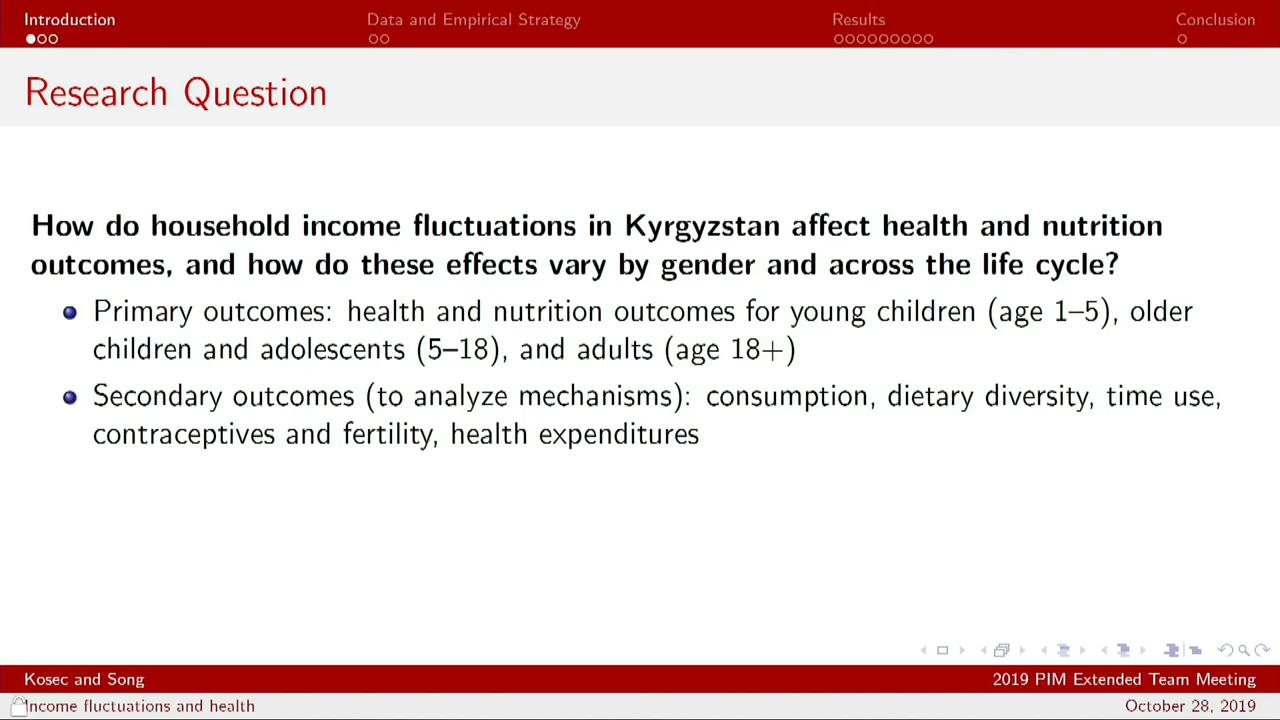 Introduction
Data and Empirical Strategy
Results
Conclusion
Research Question
How do household income fluctuations in Kyrgyzstan affect health and nutrition
outcomes, and how do these effects vary by gender and across the life cycle?
Primary outcomes: health and nutrition outcomes for young children (age 1–5), older
children and adolescents (5–18), and adults (age 18+)
Secondary outcomes (to analyze mechanisms): consumption, dietary diversity, time use,
contraceptives and fertility, health expenditures
Kosec and Song
2019 PIM Extended Team Meeting
Income fluctuations and health
October 28, 2019